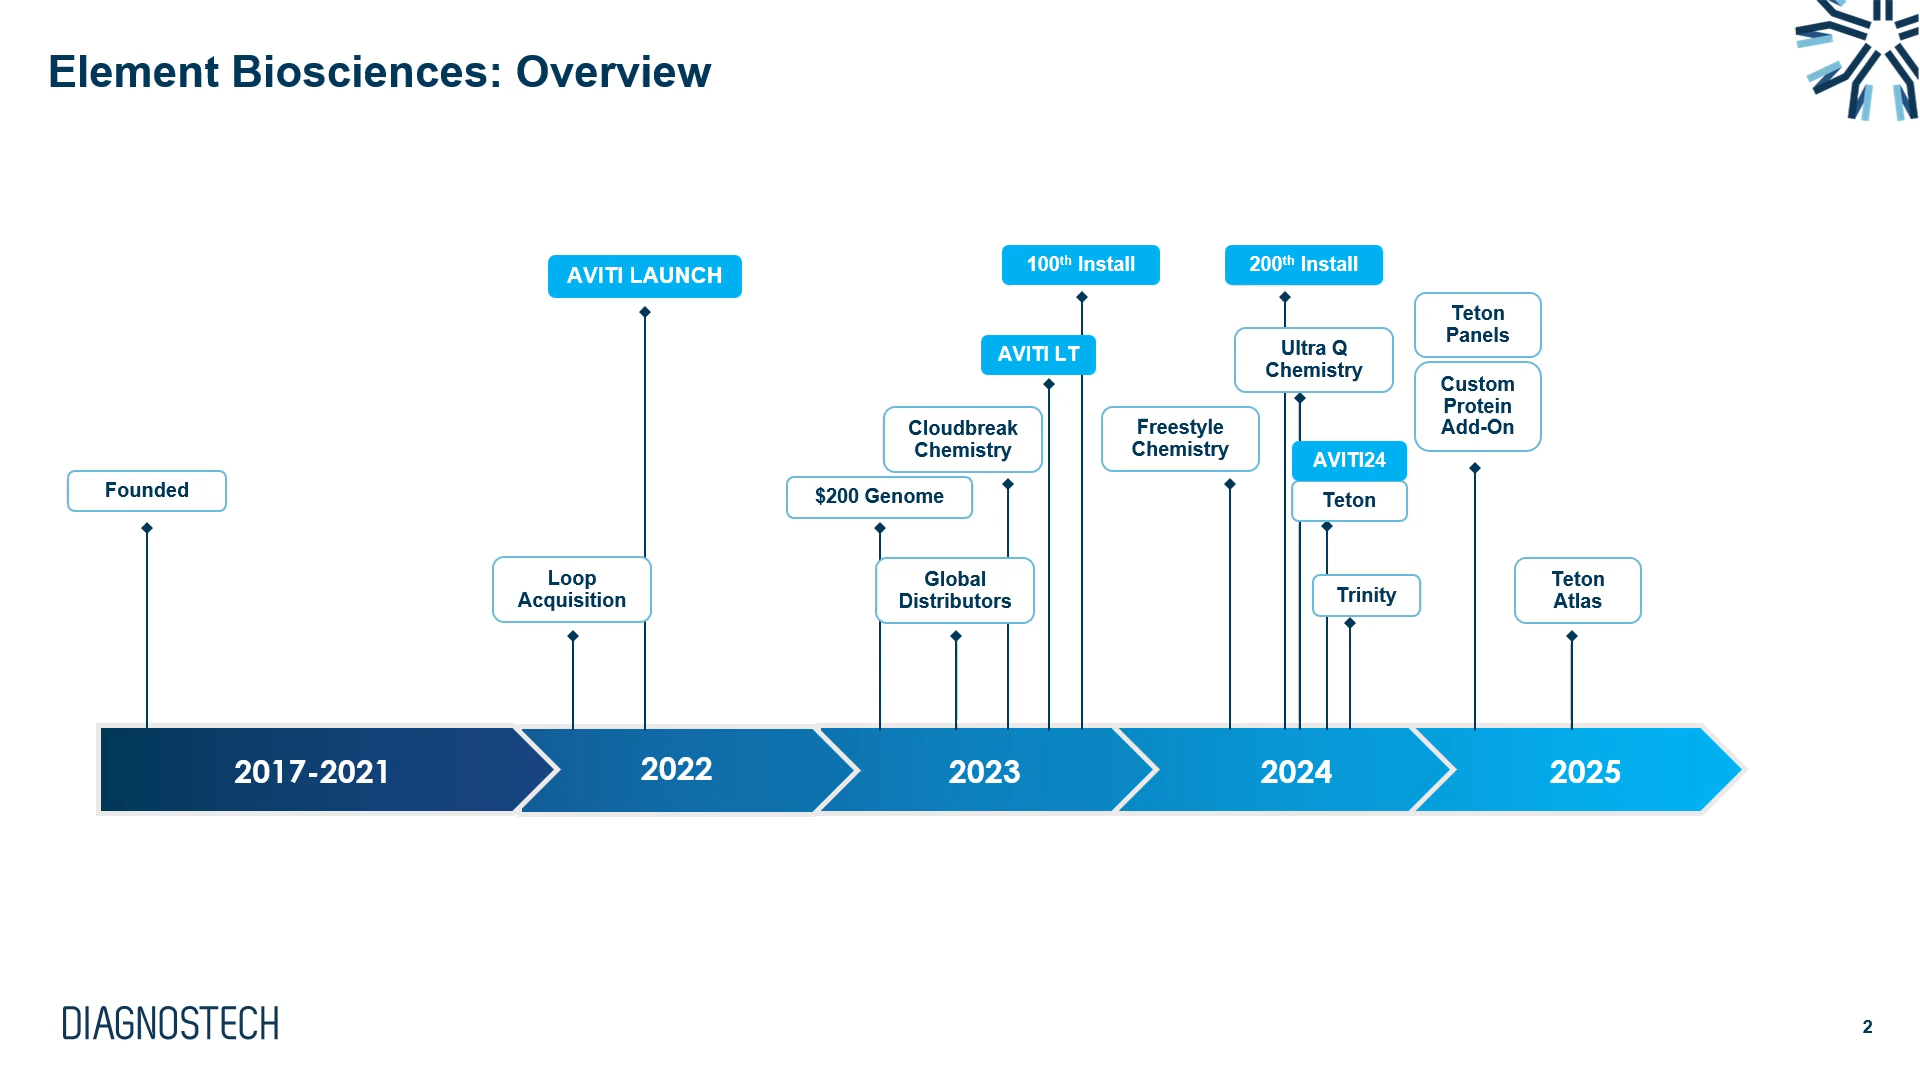 Element Biosciences: Overview
AVITI LAUNCH
100th Install
200th Install
Teton
Panels
AVITI LT
Ultra Q
Chemistry
Custom
Protein
Add-On
Cloudbreak
Chemistry
Freestyle
Chemistry
AVITI24
Founded
$200 Genome
Teton
Loop
Acquisition
Global
Distributors
Trinity
Teton
Atlas
2017-2021
2022
2023
2024
2025
DIAGNOSTECH
2